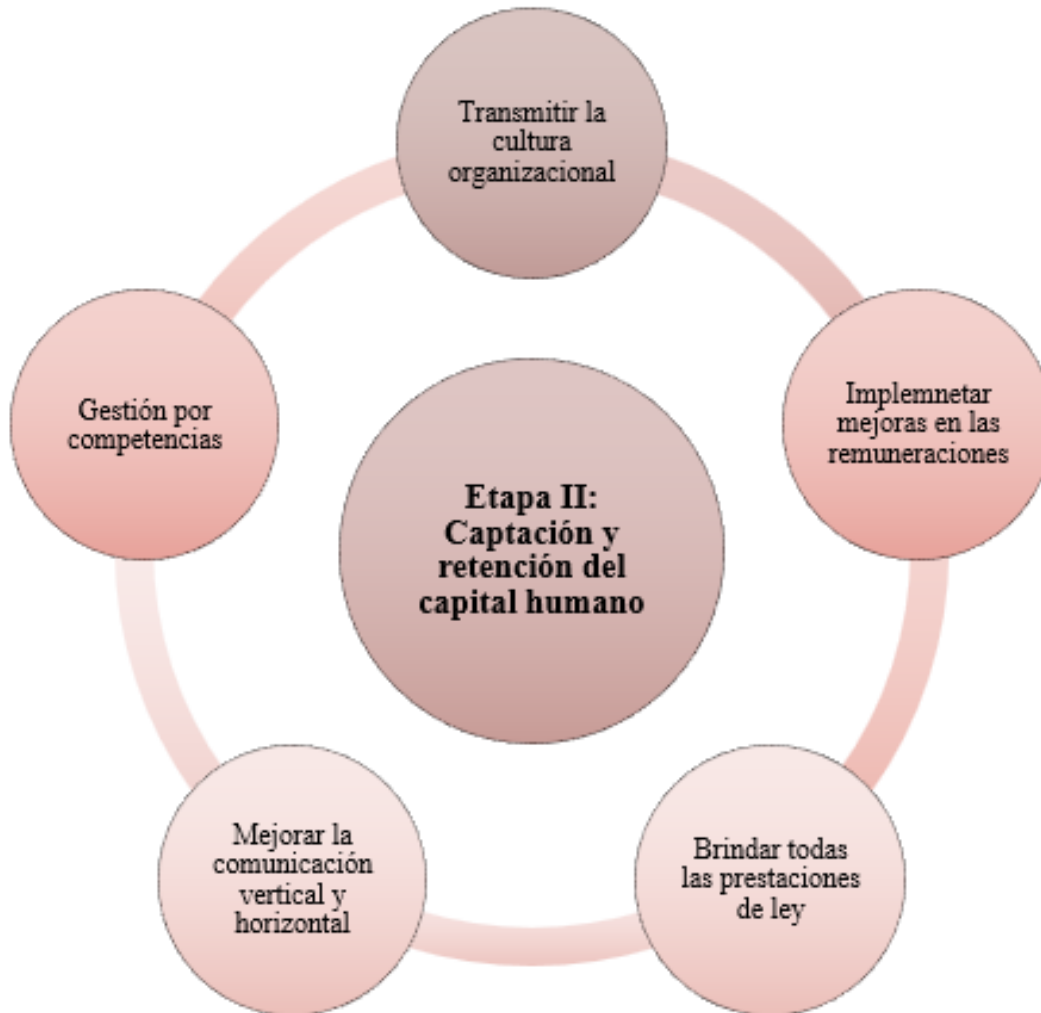 Transmitir la
cultura
organizacional
Implemnetar
mejoras en las
remuneraciones
Brindar todas
las prestaciones
de ley
Mejorar la
comunicación
vertical y
horizontal
Gestión por
competencias
Etapa II:
Captación y
retención del
capital humano